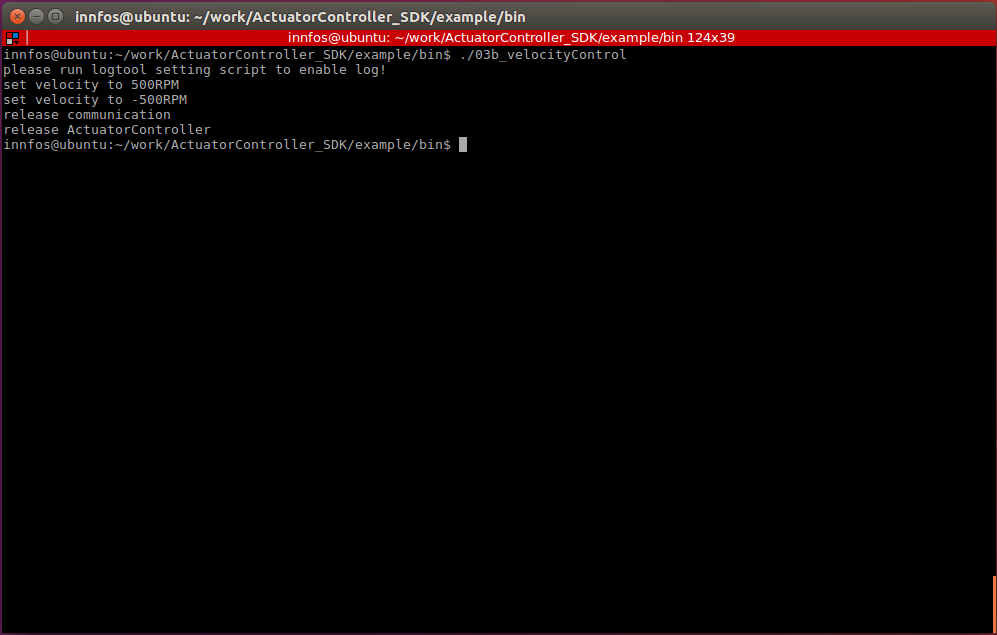 innfos@ubuntu: ~/work/ActuatorController_SDK/example/bin
innfos@ubuntu: ~/work/ActuatorController_SDK/example/bin 124x39
innfos@ubuntu:~/work/ActuatorController_SDK/example/bin$ ./03b_velocityControl
please run logtool setting script to enable log!
set velocity to 500RPM
set velocity to -500RPM
release communication
release ActuatorController
innfos@ubuntu:~/work/ActuatorController_SDK/example/bin$